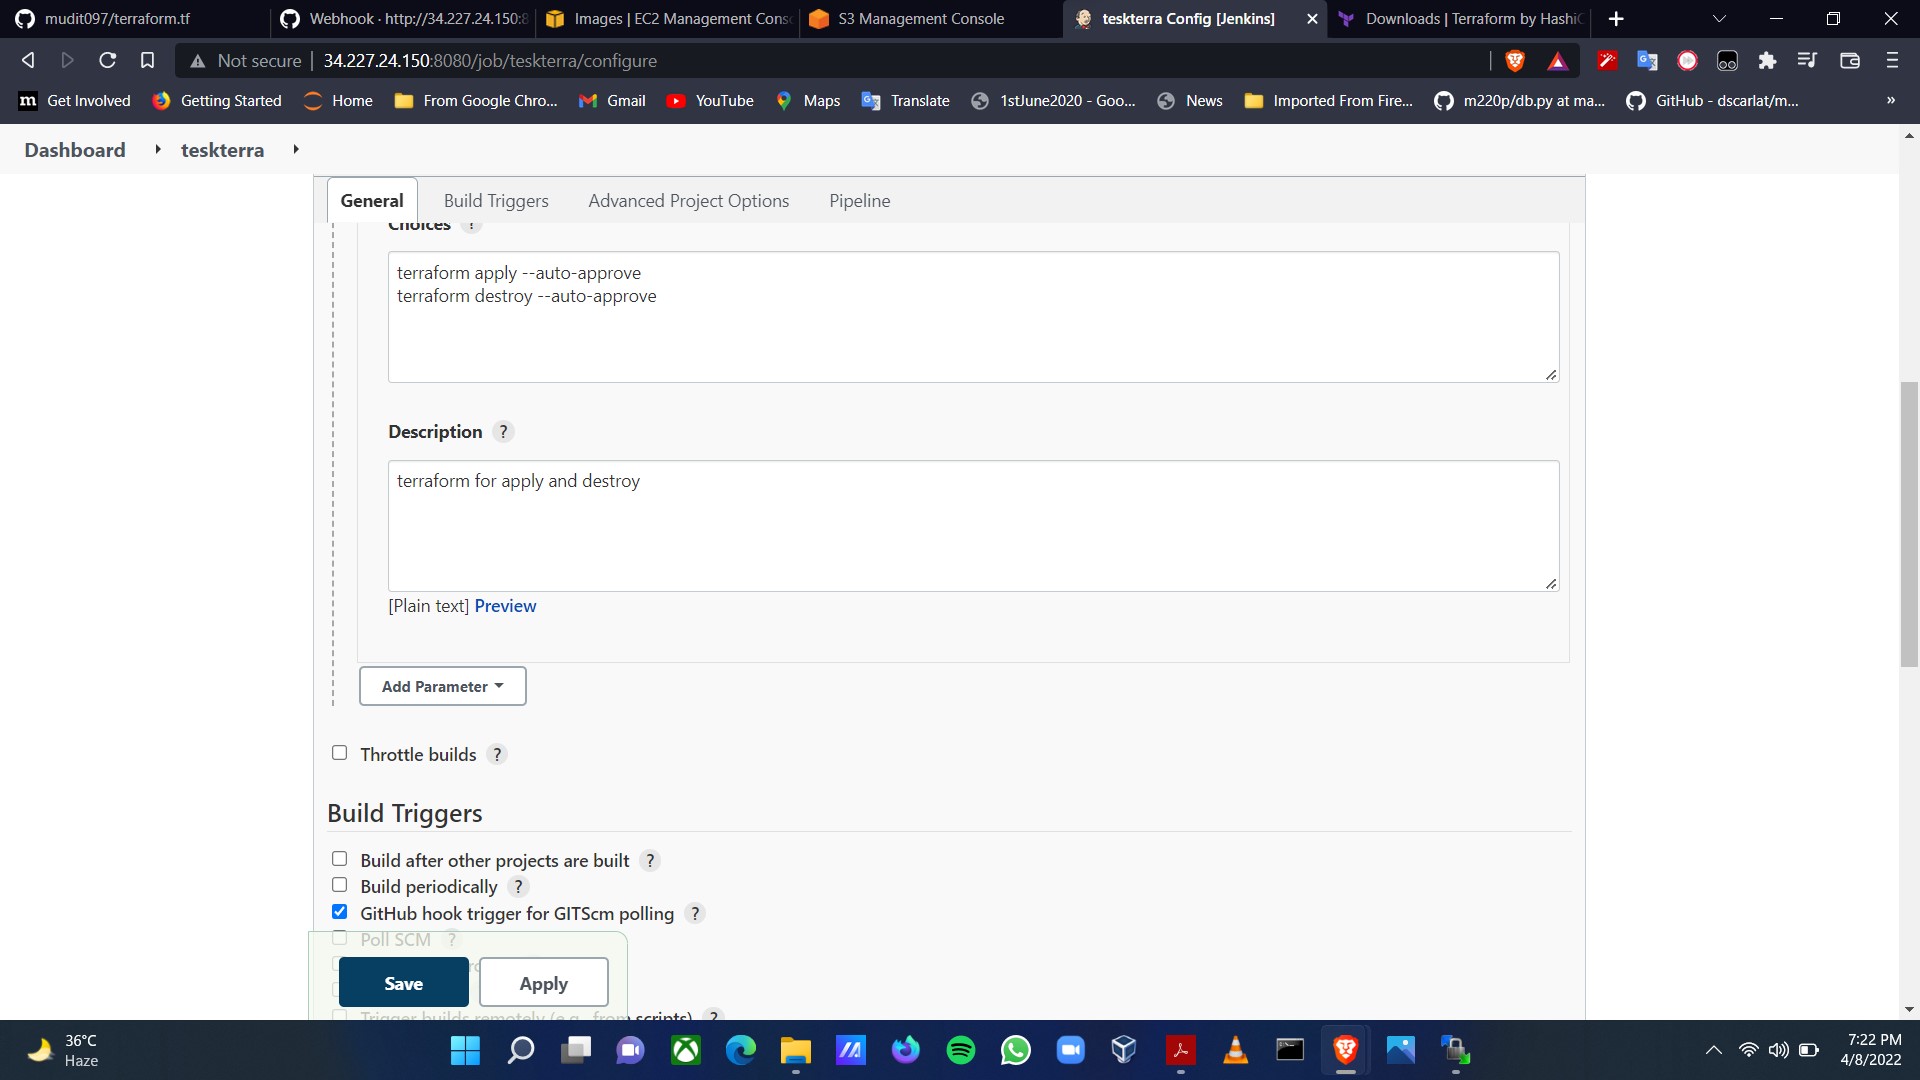 mudit097/terraform.tf
Webhook · http://34.227.24.150:8
Images | EC2 Management Cons
S3 Management Console
teskterra Config [Jenkins]
Downloads | Terraform by HashiC
Not secure
34.227.24.150:8080/job/teskterra/configure
m Get Involved
Getting Started
Home
From Google Chro...
Gmail
YouTube
Maps
Translate
1stJune2020 - Goo...
News
Imported From Fire...
m220p/db.py at ma...
GitHub - dscarlat/m...
»
Dashboard
teskterra
General
Build Triggers
Advanced Project Options
Pipeline
Choices ?
terraform apply --auto-approve
terraform destroy --auto-approve
Description ?
terraform for apply and destroy
[Plain text] Preview
Add Parameter
Throttle builds ?
Build Triggers
Build after other projects are built ?
Build periodically ?
GitHub hook trigger for GITScm polling ?
Poll SCM ?
Save
Apply
Trigger builds remotely (e.g., from scripts) ?
36°C
Haze
7:22 PM
4/8/2022